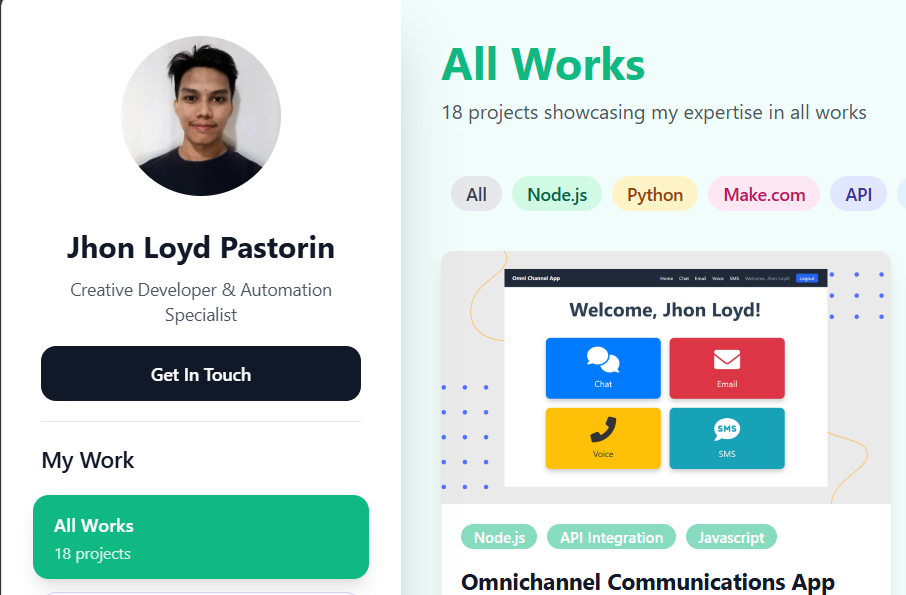 Jhon Loyd Pastorin
Creative Developer & Automation
Specialist
Get In Touch
My Work
All Works
18 projects
All Works
18 projects showcasing my expertise in all works
All
Node.js
Python
Make.com
API
Omni Channel App
Home Chat Email Voice SMS Welcome, Jhon Loyd! Logout
Welcome, Jhon Loyd!
Chat
Email
Voice
SMS
SMS
Node.js
API Integration
Javascript
Omnichannel Communications App